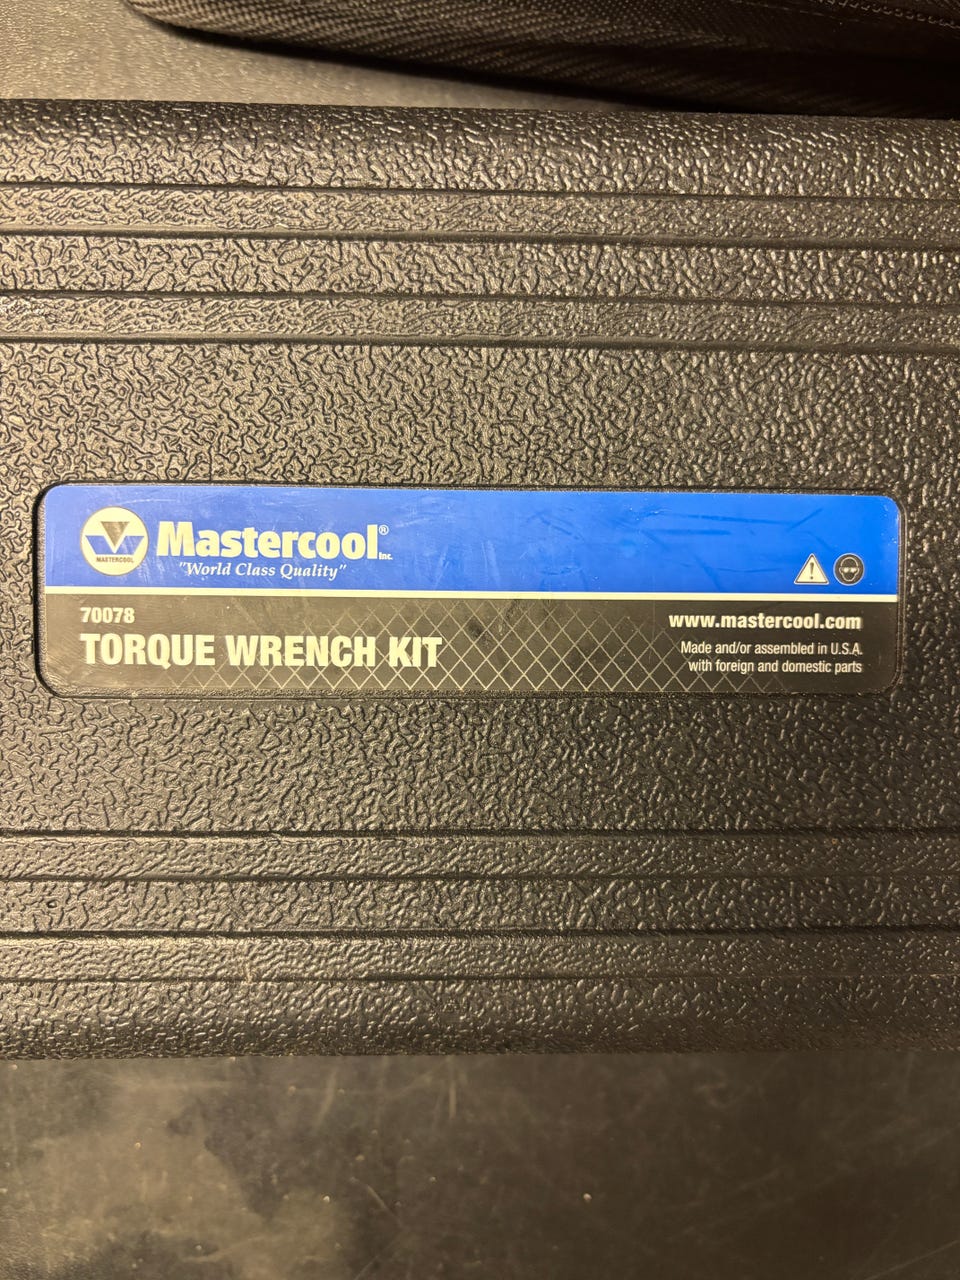 MASTERCOOL
Mastercool® Inc.
"World Class Quality"
70078
TORQUE WRENCH KIT
www.mastercool.com
Made and/or assembled in U.S.A.
with foreign and domestic parts